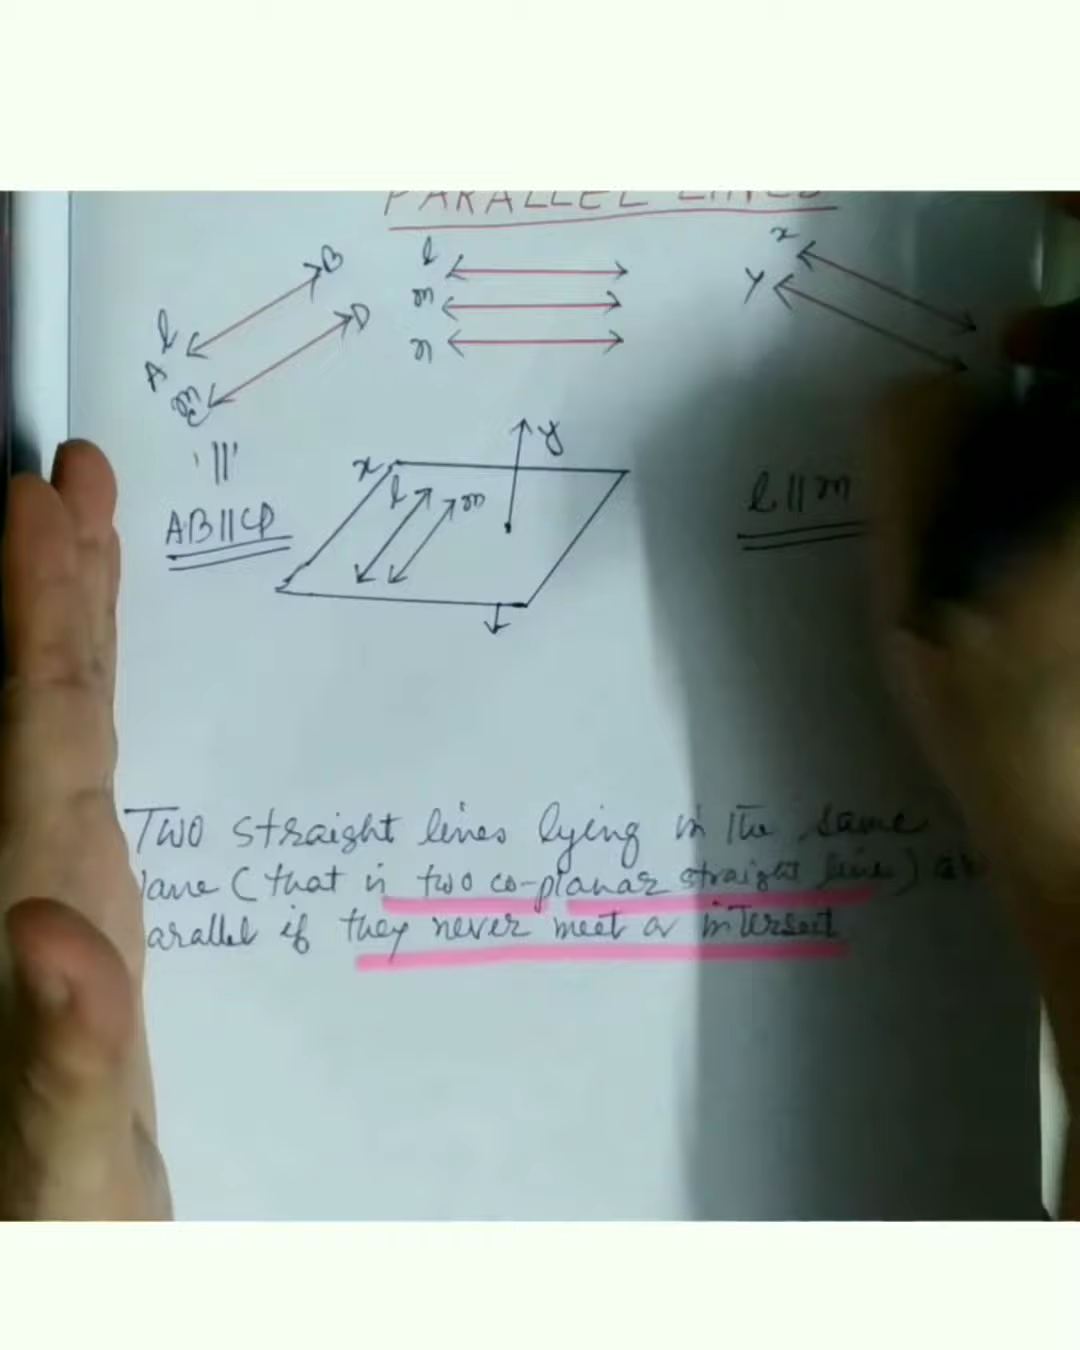 PARALLEL LINES
l B l x
m Y
A D n
m
C
'||'
y
x
l m
AB||CD
l||m
Two straight lines lying in the same
lane (that is two co-planar straight lines) are
arallel if they never meet or intersect